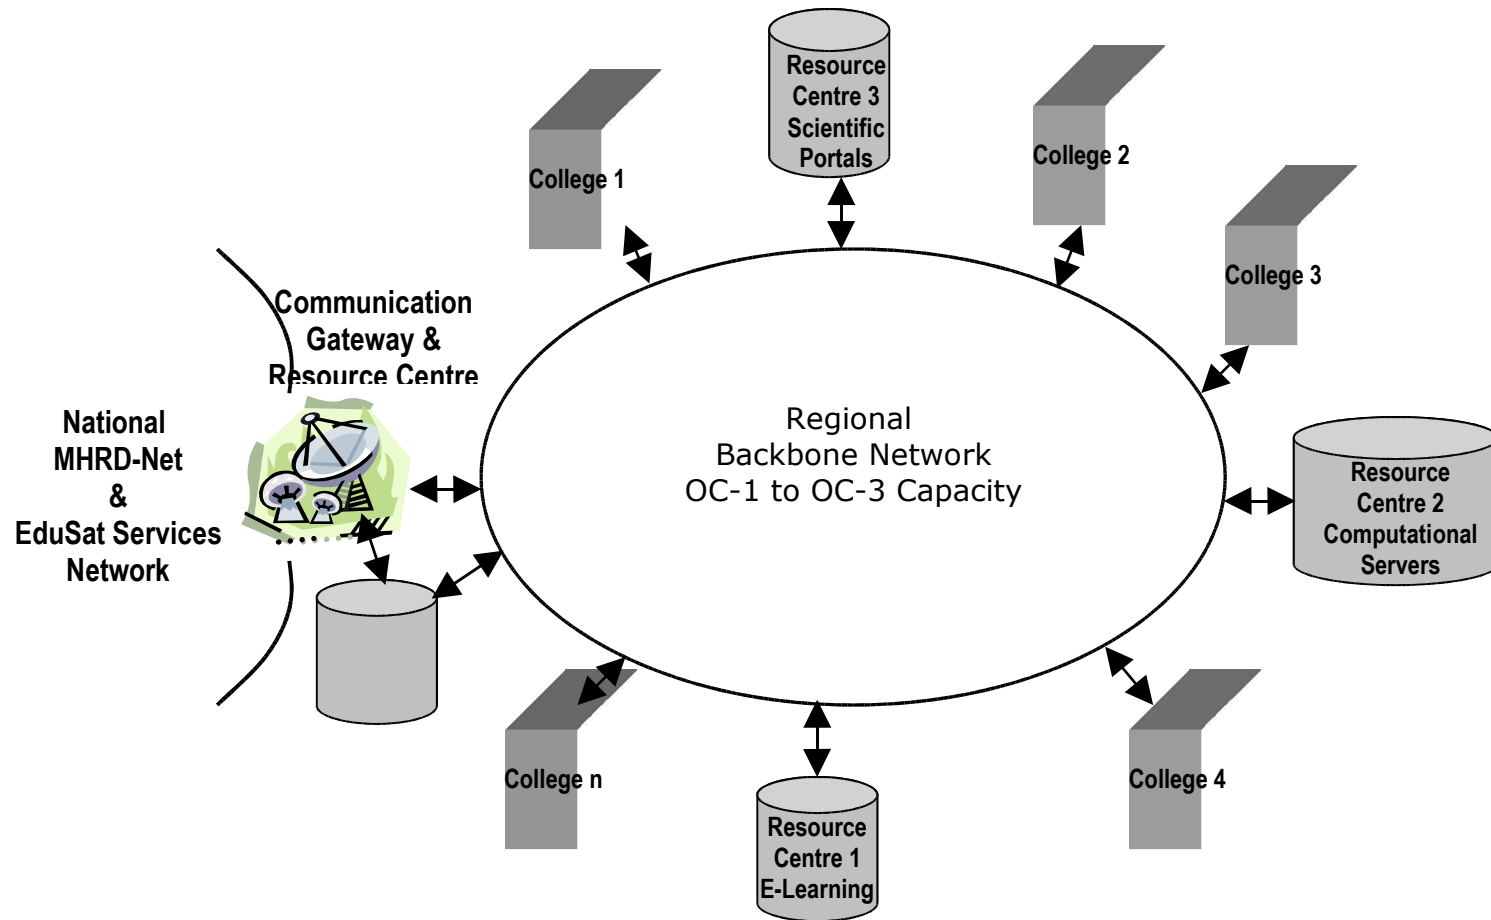 Resource
Centre 3
Scientific
Portals
College 1
College 2
College 3
Communication
Gateway &
Resource Centre
National
MHRD-Net
&
EduSat Services
Network
Regional
Backbone Network
OC-1 to OC-3 Capacity
Resource
Centre 2
Computational
Servers
College n
College 4
Resource
Centre 1
E-Learning